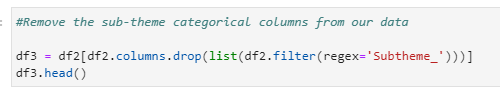 #Remove the sub-theme categorical columns from our data
df3 = df2[df2.columns.drop(list(df2.filter(regex='Subtheme_')))]
df3.head()